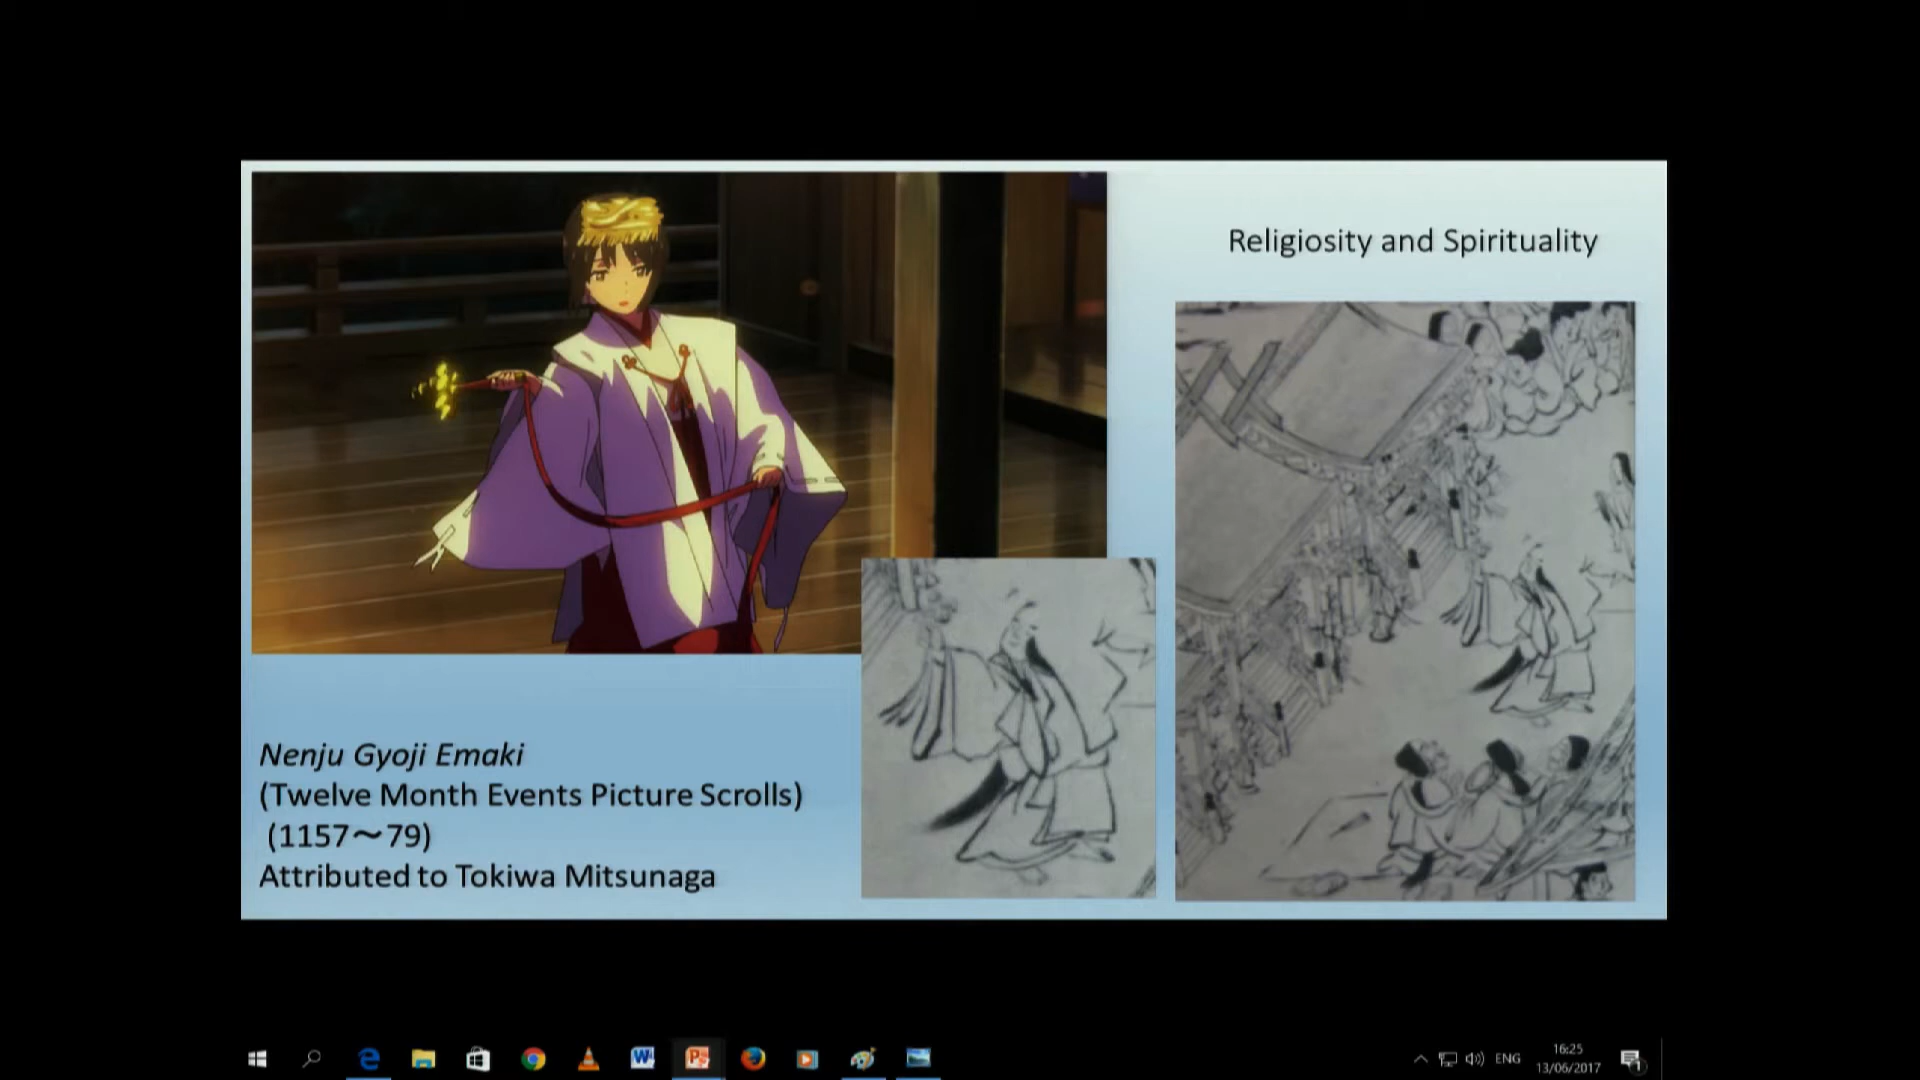 Religiosity and Spirituality
Nenju Gyoji Emaki
(Twelve Month Events Picture Scrolls)
(1157～79)
Attributed to Tokiwa Mitsunaga
ENG
16:25
13/06/2017